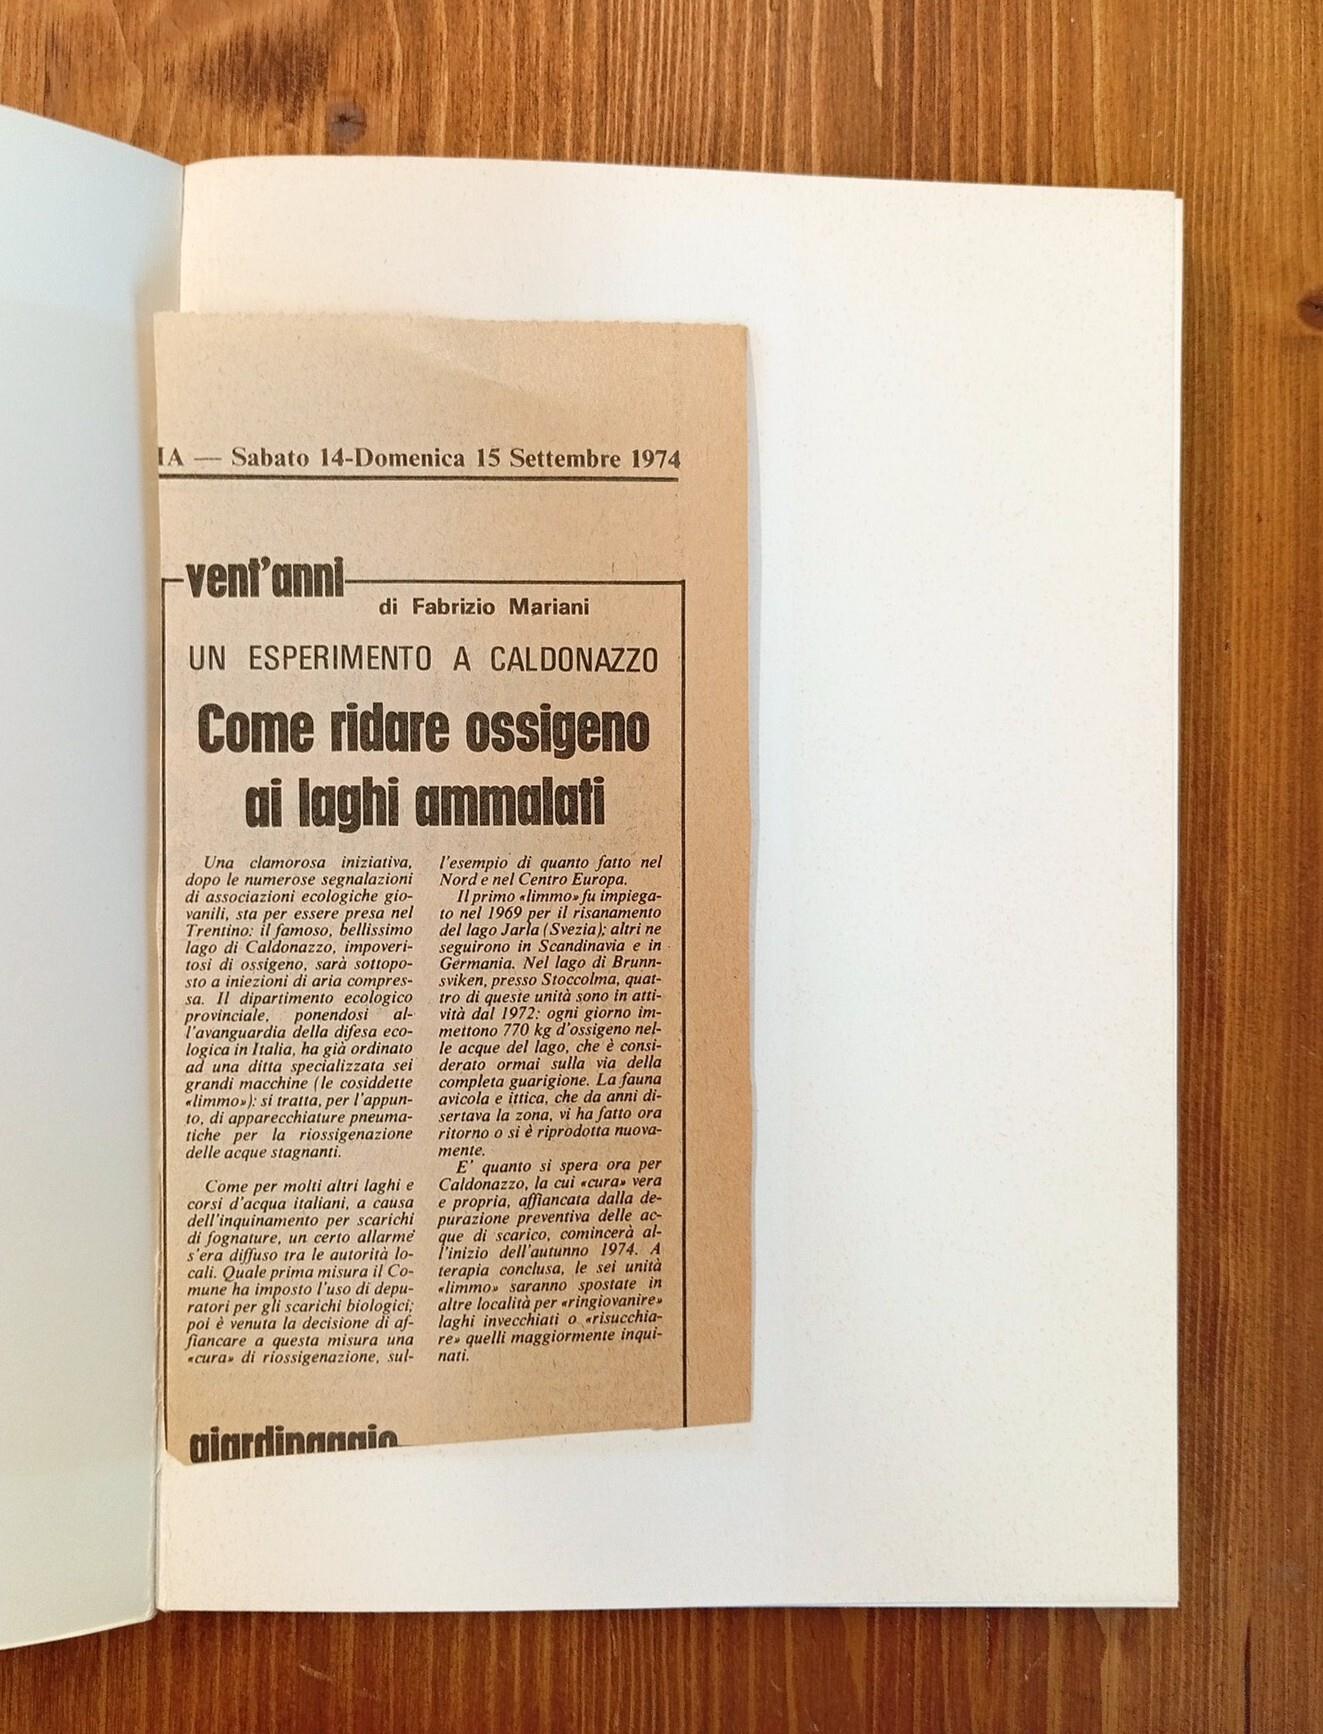 IA — Sabato 14-Domenica 15 Settembre 1974
vent'anni
di Fabrizio Mariani
UN ESPERIMENTO A CALDONAZZO
Come ridare ossigeno
ai laghi ammalati
Una clamorosa iniziativa,
dopo le numerose segnalazioni
di associazioni ecologiche gio-
vanili, sta per essere presa nel
Trentino: il famoso, bellissimo
lago di Caldonazzo, impoveri-
tosi di ossigeno, sarà sottopo-
sto a iniezioni di aria compres-
sa. Il dipartimento ecologico
provinciale, ponendosi al-
l'avanguardia della difesa eco-
logica in Italia, ha già ordinato
ad una ditta specializzata sei
grandi macchine (le cosiddette
«limmo»): si tratta, per l'appun-
to, di apparecchiature pneuma-
tiche per la riossigenazione
delle acque stagnanti.
Come per molti altri laghi e
corsi d'acqua italiani, a causa
dell'inquinamento per scarichi
di fognature, un certo allarme
s'era diffuso tra le autorità lo-
cali. Quale prima misura il Co-
mune ha imposto l'uso di depu-
ratori per gli scarichi biologici;
poi è venuta la decisione di af-
fiancare a questa misura una
«cura» di riossigenazione, sul-
l'esempio di quanto fatto nel
Nord e nel Centro Europa.
Il primo «limmo» fu impiega-
to nel 1969 per il risanamento
del lago Jarla (Svezia); altri ne
seguirono in Scandinavia e in
Germania. Nel lago di Brunn-
sviken, presso Stoccolma, quat-
tro di queste unità sono in atti-
vità dal 1972: ogni giorno im-
mettono 770 kg d'ossigeno nel-
le acque del lago, che è consi-
derato ormai sulla via della
completa guarigione. La fauna
avicola e ittica, che da anni di-
sertava la zona, vi ha fatto ora
ritorno o si è riprodotta nuova-
mente.
E' quanto si spera ora per
Caldonazzo, la cui «cura» vera
e propria, affiancata dalla de-
purazione preventiva delle ac-
que di scarico, comincerà al-
l'inizio dell'autunno 1974. A
terapia conclusa, le sei unità
«limmo» saranno spostate in
altre località per «ringiovanire»
laghi invecchiati o «risucchia-
re» quelli maggiormente inqui-
nati.
giardinaggio